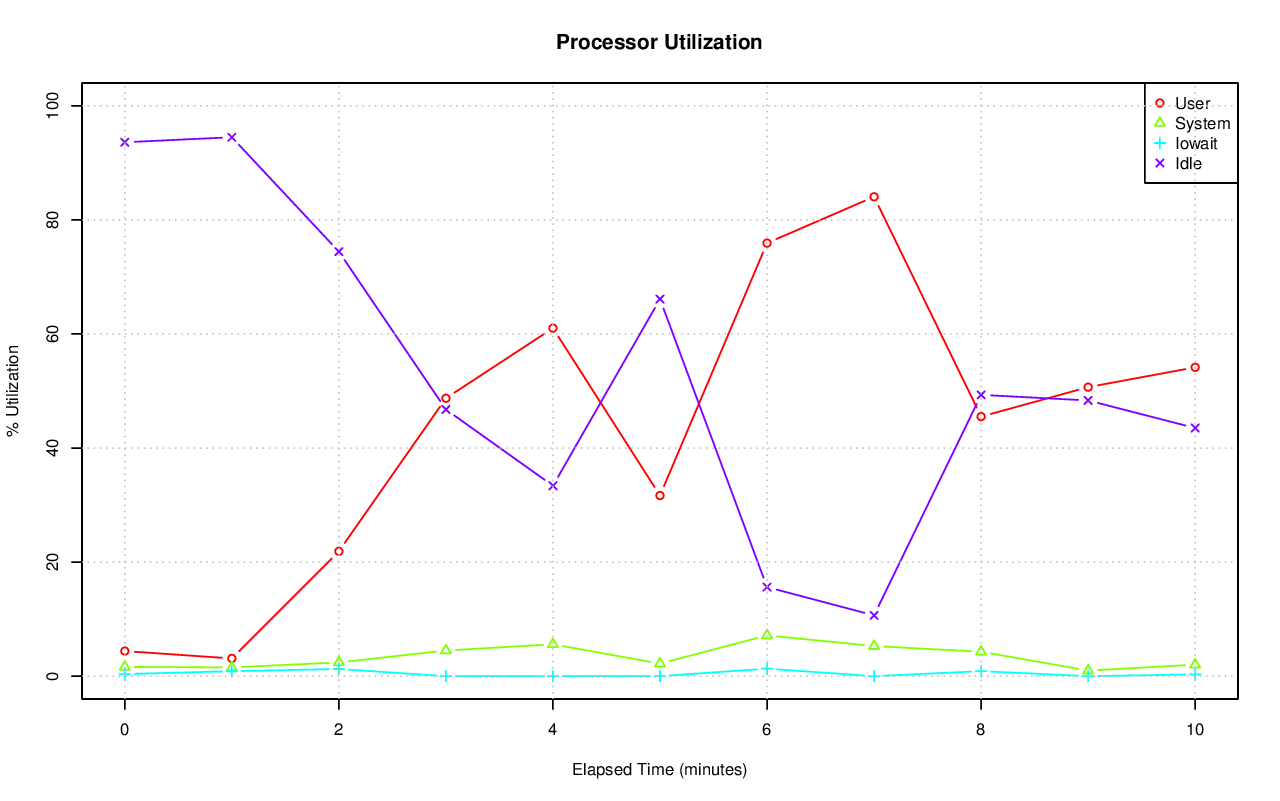 Processor Utilization
User
System
Iowait
Idle
% Utilization
100
80
60
40
20
0
0 2 4 6 8 10
Elapsed Time (minutes)